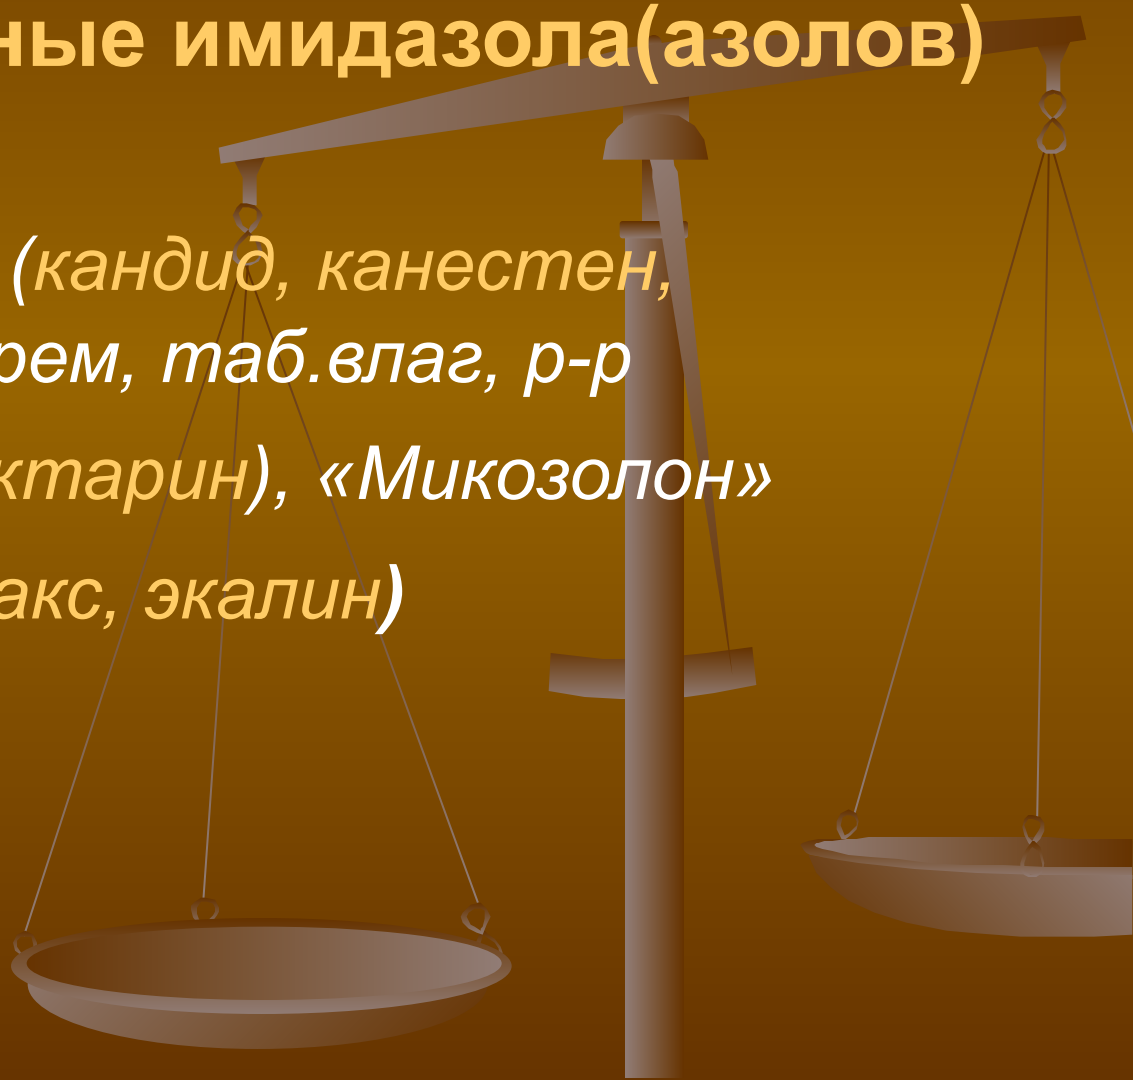 ные имидазола(азолов)
(кандид, канестен,
рем, таб.влаг, р-р
ктарин), «Микозолон»
акс, экалин)